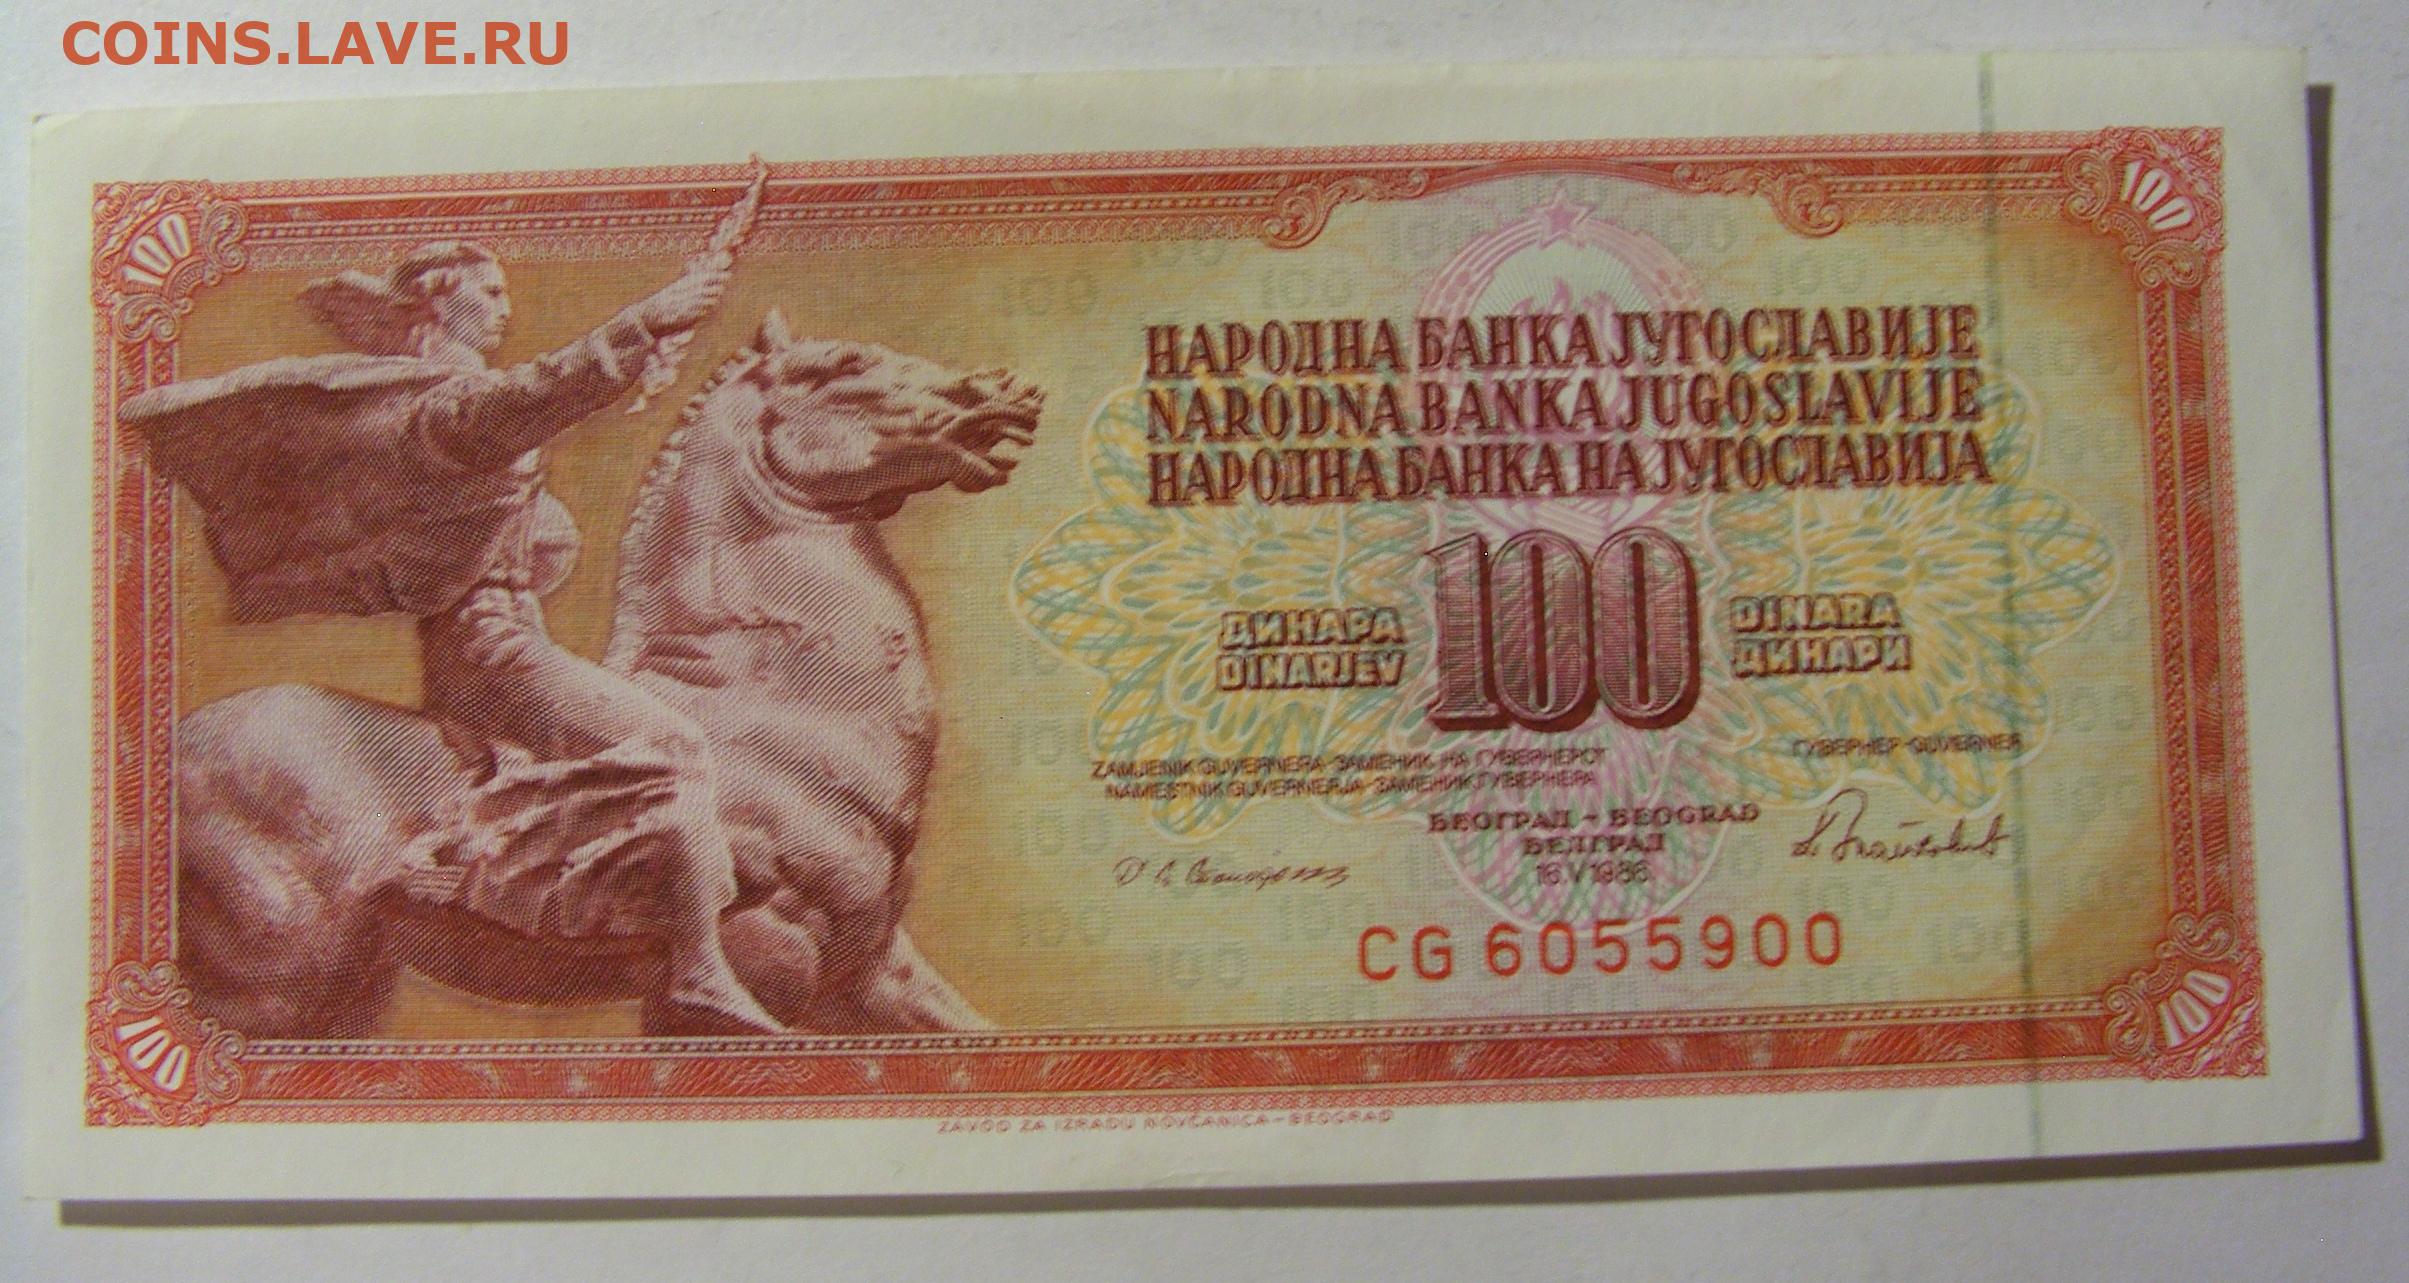 COINS.LAVE.RU
100
100
НАРОДНА БАНКА ЈУГОСЛАВИЈЕ
NARODNA BANKA JUGOSLAVIJE
НАРОДНА БАНКА НА ЈУГОСЛАВИЈА
ДИНАРА 100 DINARA
DINARJEV ДИНАРИ
ZAMJENIK GUVERNERA-ЗАМЕНИК НА ГУВЕРНЕРОТ ГУВЕРНЕР-GUVERNER
NAMESTNIK GUVERNERJA-ЗАМЕНИК ГУВЕРНЕРА
БЕОГРАД-BEOGRAD
БЕЛГРАД
16.V 1986
CG 6055900
100
100
ZAVOD ZA IZRADU NOVČANICA-BEOGRAD